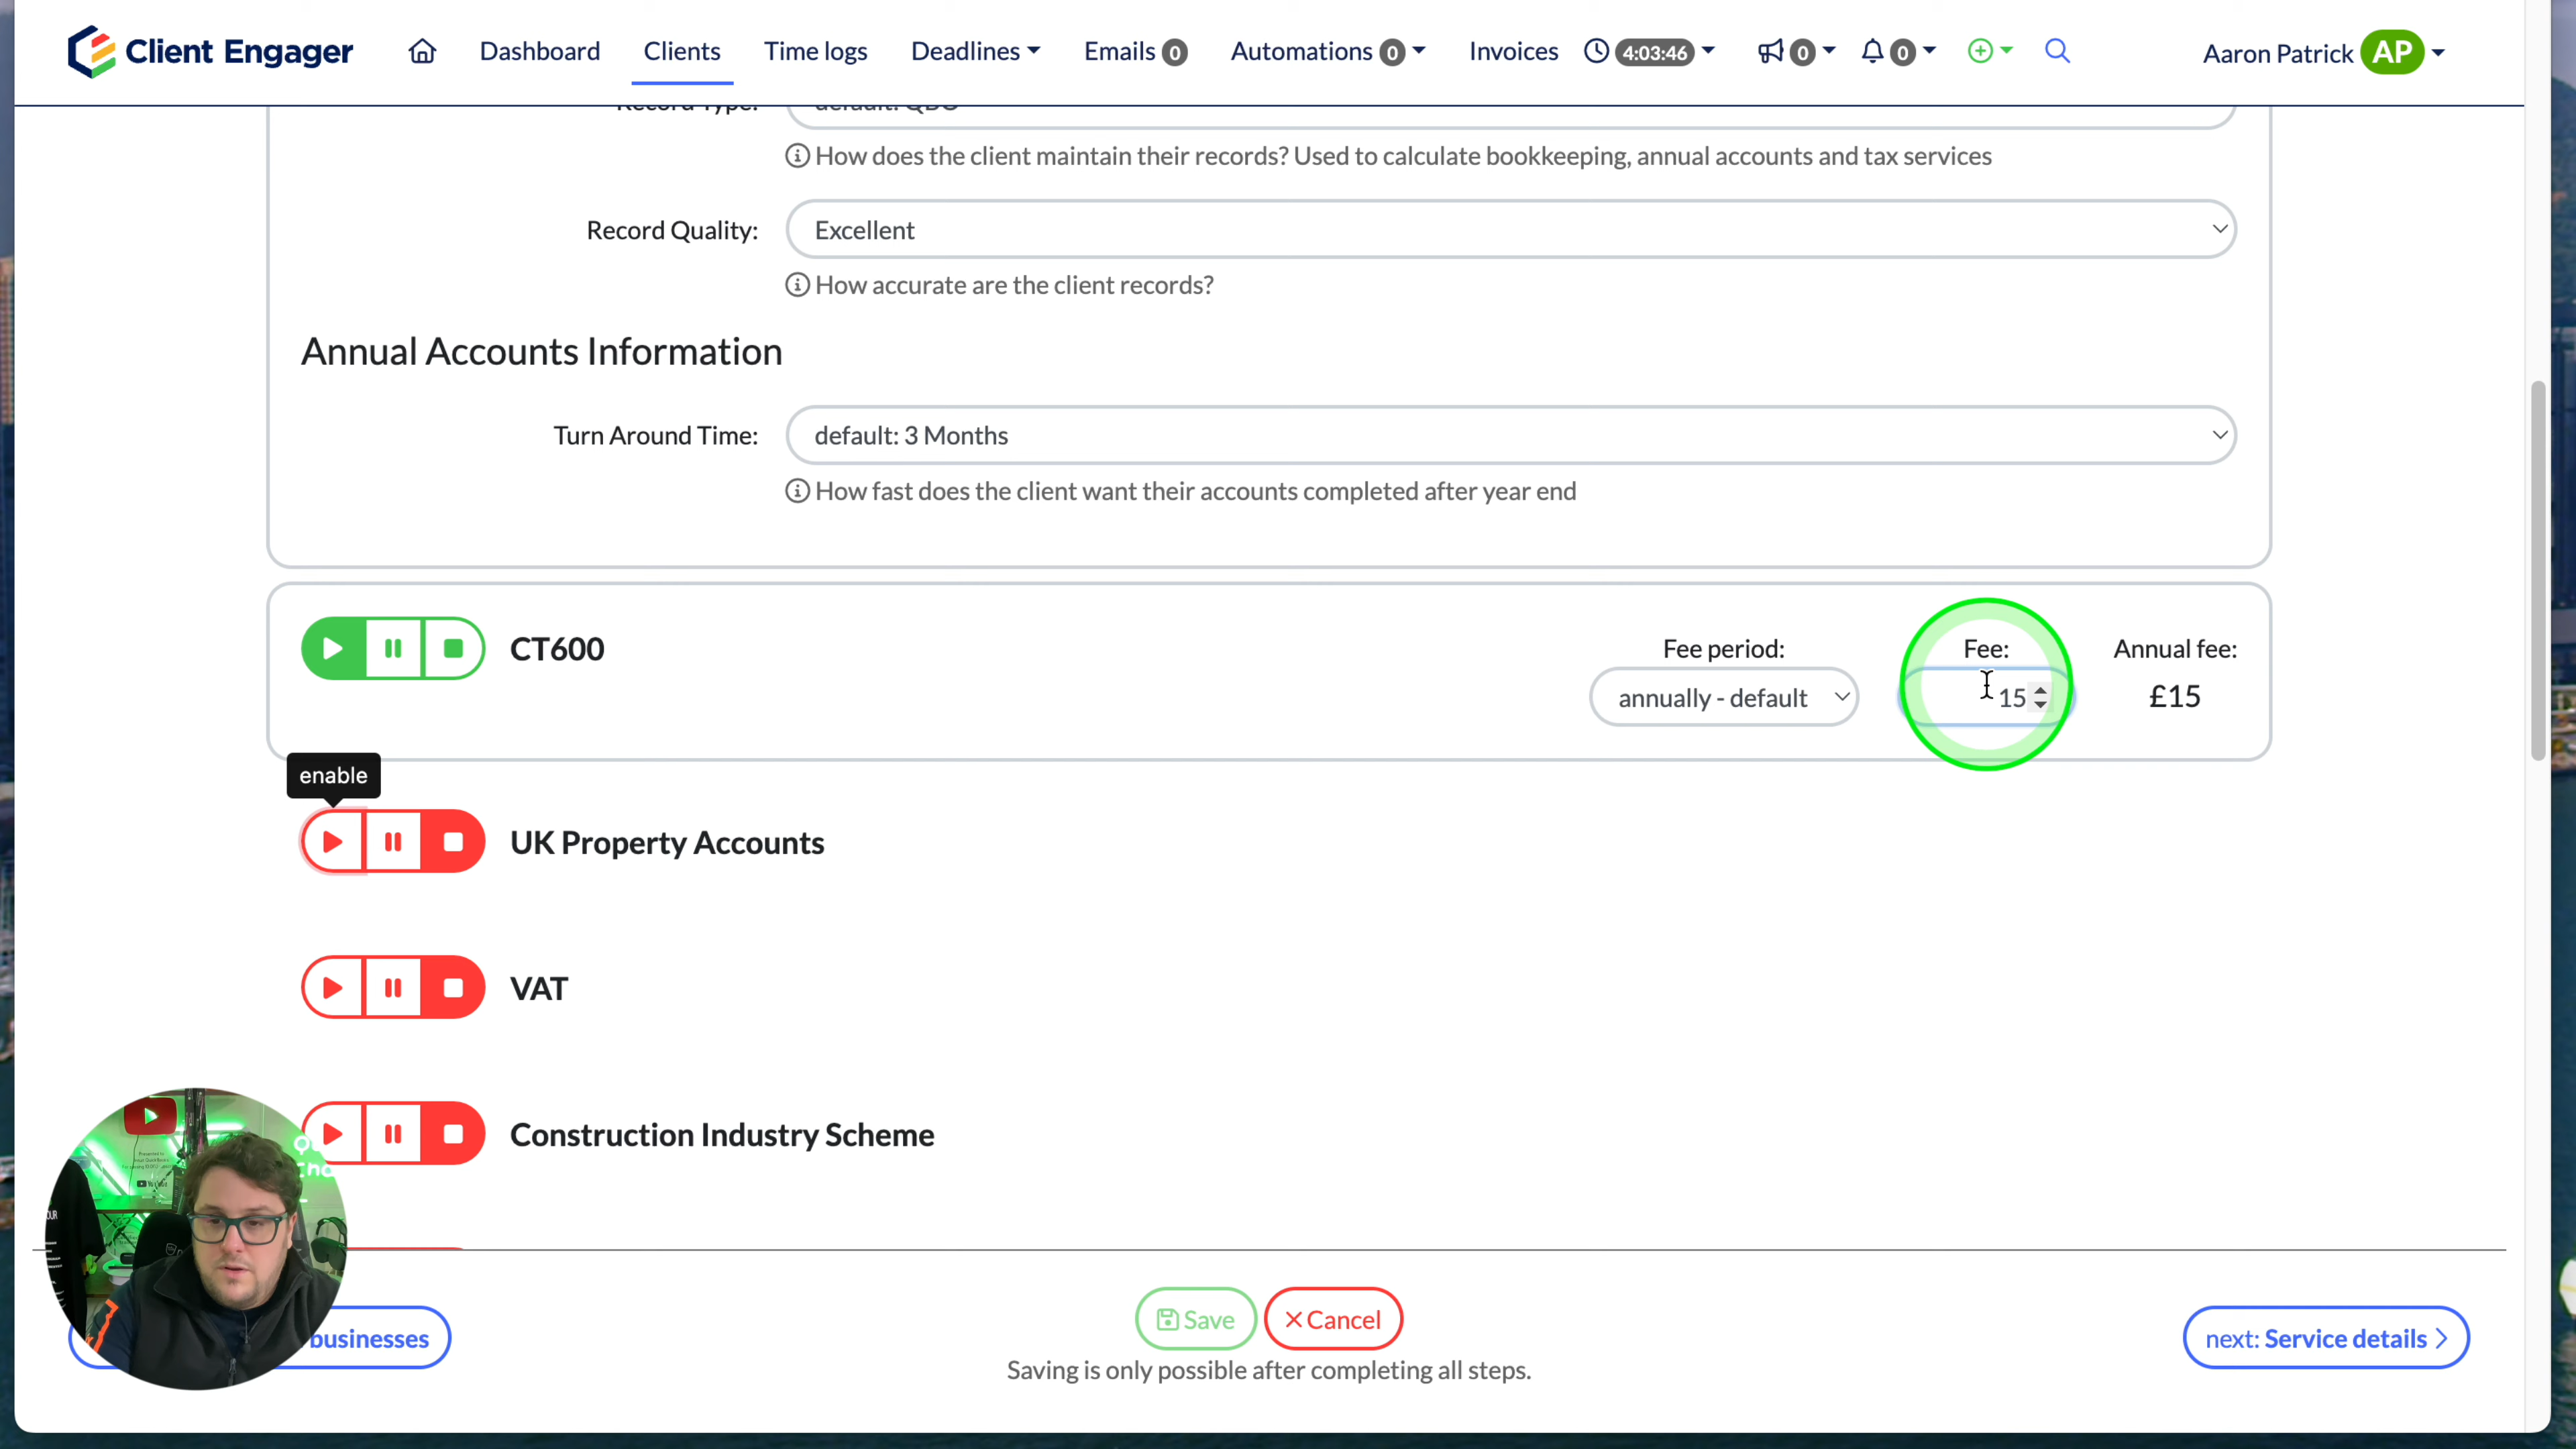 Client Engager
Dashboard
Clients
Time logs
Deadlines
Emails 0
Automations 0
Invoices
4:03:46
0
0
Aaron Patrick
AP
Record Type:
default: QBO
How does the client maintain their records? Used to calculate bookkeeping, annual accounts and tax services
Record Quality:
Excellent
How accurate are the client records?
Annual Accounts Information
Turn Around Time:
default: 3 Months
How fast does the client want their accounts completed after year end
CT600
Fee period:
annually - default
Fee:
15
Annual fee:
£15
enable
UK Property Accounts
VAT
Construction Industry Scheme
businesses
Save
Cancel
Saving is only possible after completing all steps.
next: Service details